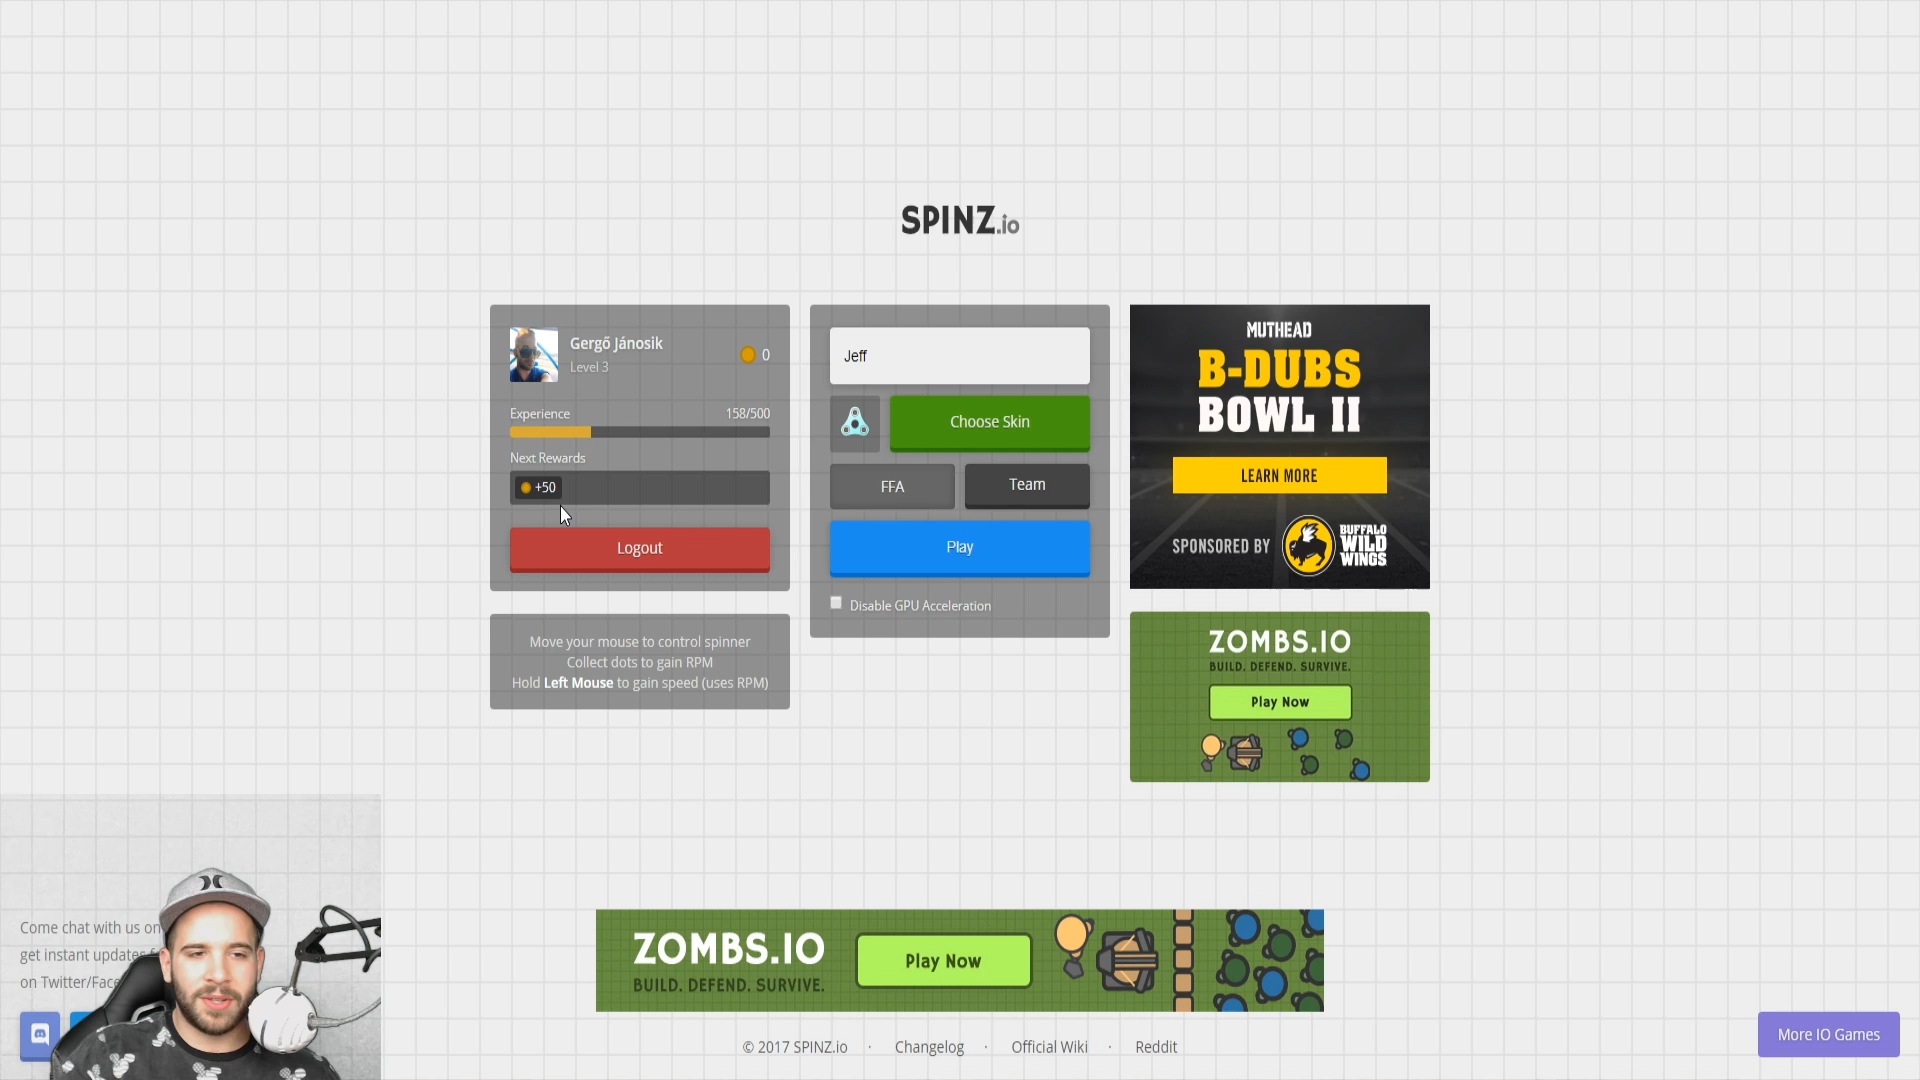 SPINZ.io
Gergő Jánosik
Level 3
0
Experience
158/500
Next Rewards
+50
Logout
Move your mouse to control spinner
Collect dots to gain RPM
Hold Left Mouse to gain speed (uses RPM)
Jeff
Choose Skin
FFA
Team
Play
Disable GPU Acceleration
MUTHEAD
B-DUBS
BOWL II
LEARN MORE
SPONSORED BY
BUFFALO
WILD
WINGS
ZOMBS.IO
BUILD. DEFEND. SURVIVE.
Play Now
Come chat with us on
get instant updates
on Twitter/Face
ZOMBS.IO
BUILD. DEFEND. SURVIVE.
Play Now
© 2017 SPINZ.io · Changelog · Official Wiki · Reddit
More IO Games